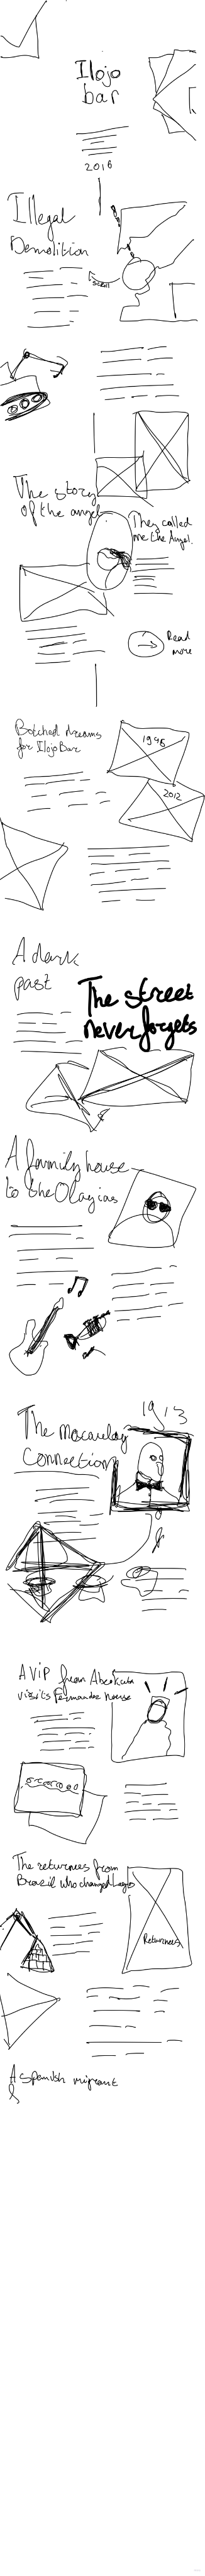 Ilojo
bar
2016
Illegal
Demolition
scroll
The story
of the angel
They called
me the Angel.
Read
more
Botched dreams
for Ilojo Bar
1946
2012
A dark
past
The street
never forgets
A family house
to the Olayias
1913
The Macaulay
Connection
A VIP from Abeokuta
visits Fernandez house
The returnees from
Brazil who changed Lagos
Returnees
A spanish migrant